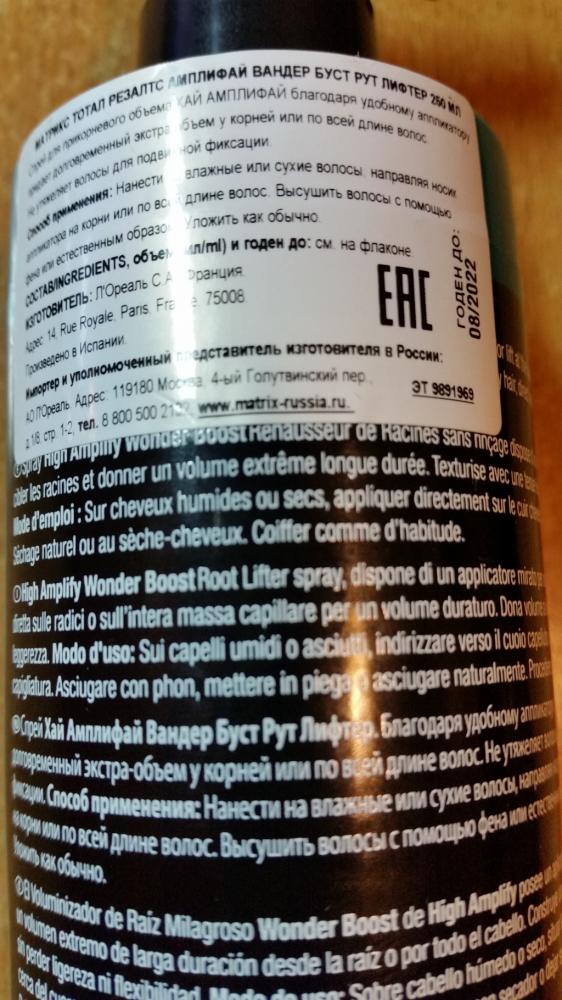 МАТРИКС ТОТАЛ РЕЗАЛТС АМПЛИФАЙ ВАНДЕР БУСТ РУТ ЛИФТЕР 250 МЛ
Спрей для прикорневого объема ХАЙ АМПЛИФАЙ благодаря удобному аппликатору
придает долговременный экстра объем у корней или по всей длине волос.
Не утяжеляет волосы для подвижной фиксации.
Способ применения: Нанести на влажные или сухие волосы, направляя носик
аппликатора на корни или по всей длине волос. Высушить волосы с помощью
фена или естественным образом. Уложить как обычно.
СОСТАВ/INGREDIENTS, объем (мл/ml) и годен до: см. на флаконе.
ИЗГОТОВИТЕЛЬ: Л'Ореаль С.А., Франция.
Адрес: 14, Rue Royale, Paris, France, 75008.
Произведено в Испании.
EAC
ГОДЕН ДО:
08/2022
Импортер и уполномоченный представитель изготовителя в России:
АО Л'Ореаль. Адрес: 119180 Москва, 4-ый Голутвинский пер.,
д.1/8, стр. 1-2, тел. 8 800 500 www.matrix-russia.ru.
ЭТ 9891969
or lift at
hair
Spray High Amplify Wonder Boost Rehausseur de Racines sans rinçage dispose
cibler les racines et donner un volume extrême longue durée. Texturise avec une
Mode d'emploi : Sur cheveux humides ou secs, appliquer directement sur le cuir
Séchage naturel ou au sèche-cheveux. Coiffer comme d'habitude.
High Amplify Wonder Boost Root Lifter spray, dispone di un applicatore mirato per
diretta sulle radici o sull'intera massa capillare per un volume duraturo. Dona volume
leggerezza. Modo d'uso: Sui capelli umidi o asciutti, indirizzare verso il cuoio
capigliatura. Asciugare con phon, mettere in piega o asciugare naturalmente.
Спрей Хай Амплифай Вандер Буст Рут Лифтер. Благодаря удобному аппликатору
долговременный экстра-объем у корней или по всей длине волос. Не утяжеляет
фиксации. Способ применения: Нанести на влажные или сухие волосы, направляя
на корни или по всей длине волос. Высушить волосы с помощью фена или
Уложить как обычно.
El Voluminizador de Raíz Milagroso Wonder Boost de High Amplify posee un
un volumen extremo de larga duración desde la raíz o por todo el cabello.
sin perder ligereza ni flexibilidad. Modo de uso: Sobre cabello húmedo o seco,
cerca del